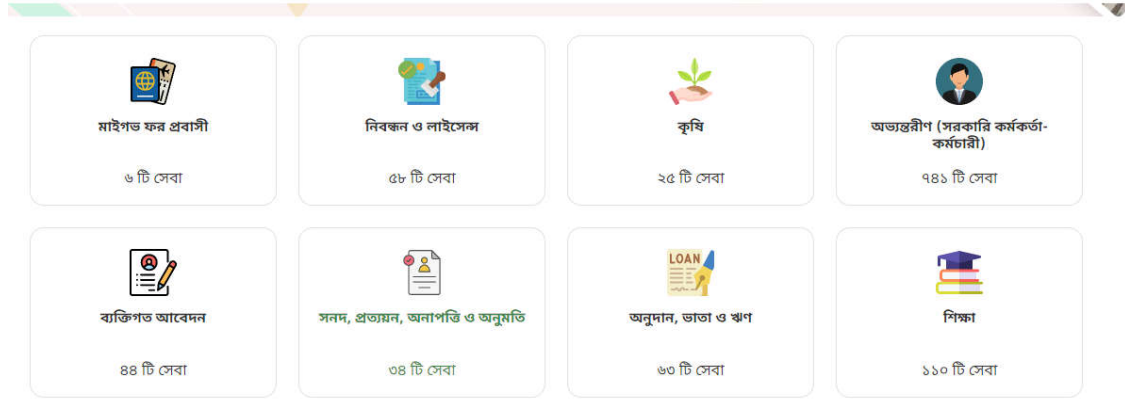 মাইগভ ফর প্রবাসী
৬ টি সেবা
নিবন্ধন ও লাইসেন্স
৫৮ টি সেবা
কৃষি
২৫ টি সেবা
অভ্যন্তরীণ (সরকারি কর্মকর্তা-
কর্মচারী)
৭৪১ টি সেবা
ব্যক্তিগত আবেদন
৪৪ টি সেবা
সনদ, প্রত্যয়ন, অনাপত্তি ও অনুমতি
৩৪ টি সেবা
LOAN
অনুদান, ভাতা ও ঋণ
৬৩ টি সেবা
শিক্ষা
১১০ টি সেবা